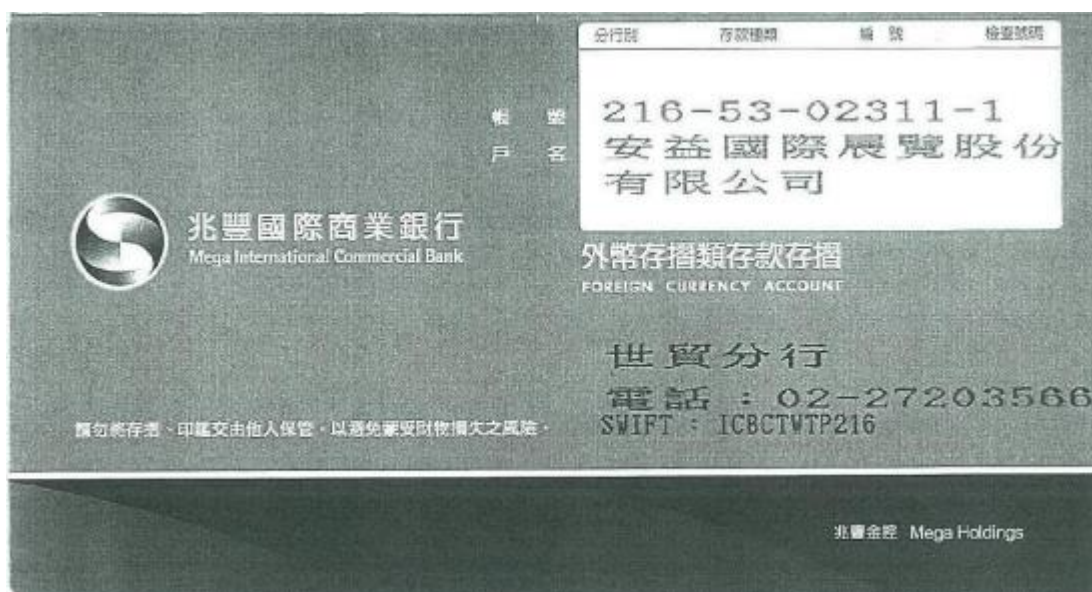 分行別 存款種類 編 號 檢查號碼
帳 號 216-53-02311-1
戶 名 安益國際展覽股份
有限公司
兆豐國際商業銀行
Mega International Commercial Bank
外幣存摺類存款存摺
FOREIGN CURRENCY ACCOUNT
世貿分行
電話:02-27203566
SWIFT : ICBCTWTP216
請勿將存摺、印鑑交由他人保管,以避免蒙受財物損失之風險。
兆豐金控 Mega Holdings